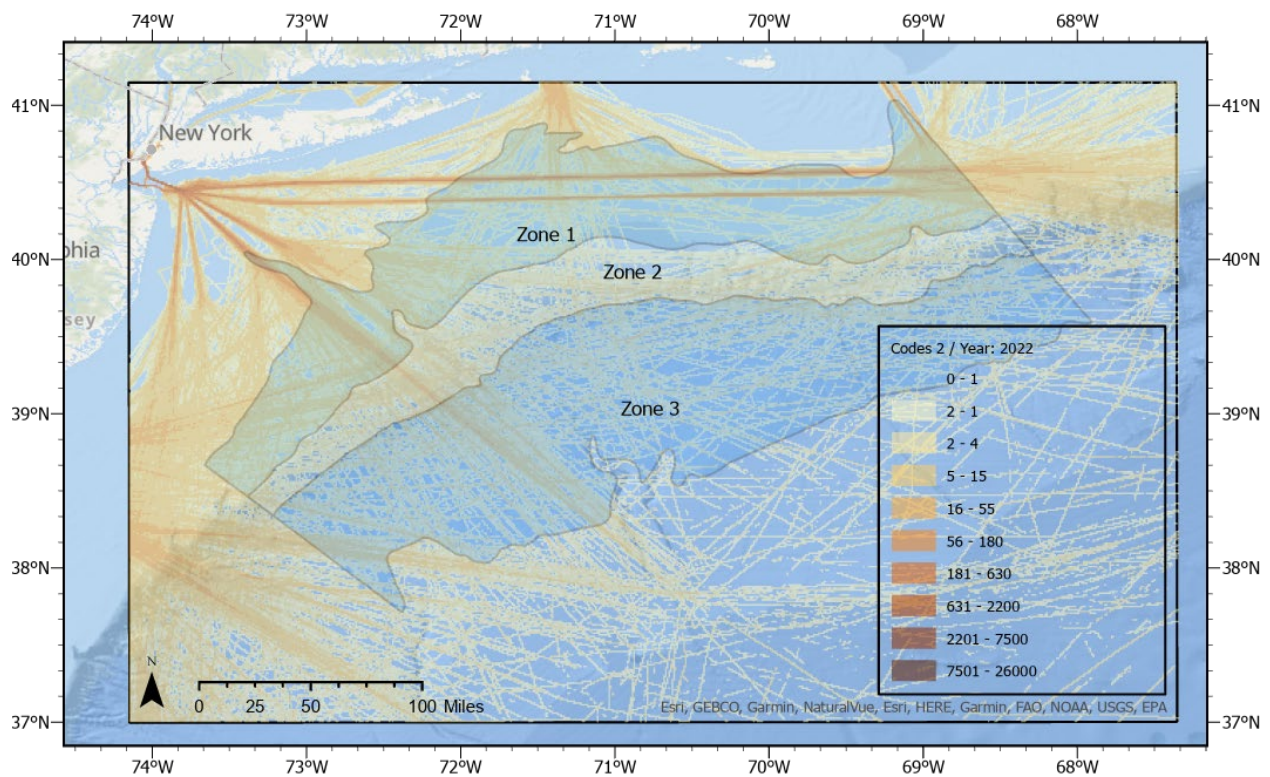 74°W 73°W 72°W 71°W 70°W 69°W 68°W
41°N 41°N
New York
Zone 1
40°N 40°N
phia
Zone 2
sey
Codes 2 / Year: 2022
0 - 1
39°N 39°N
Zone 3
2 - 1
2 - 4
5 - 15
16 - 55
56 - 180
38°N 38°N
181 - 630
631 - 2200
2201 - 7500
N
7501 - 26000
0 25 50 100 Miles
Esri, GEBCO, Garmin, NaturalVue, Esri, HERE, Garmin, FAO, NOAA, USGS, EPA
37°N 37°N
74°W 73°W 72°W 71°W 70°W 69°W 68°W